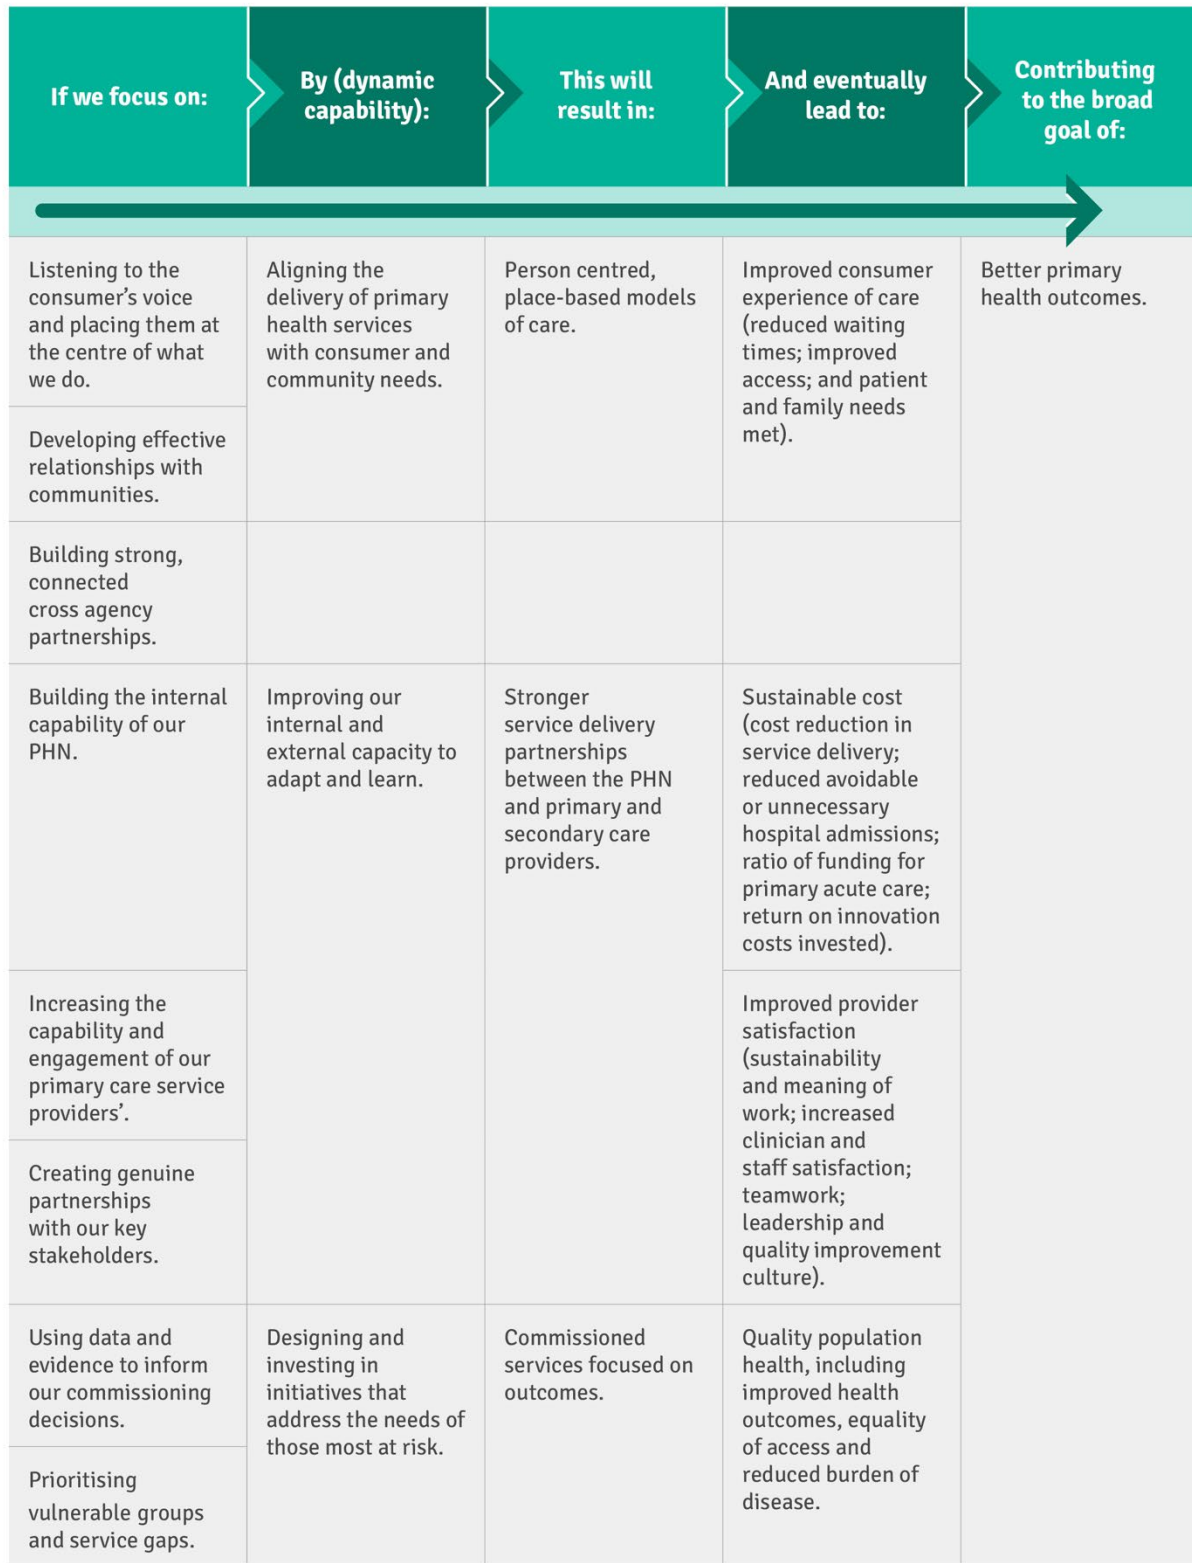 If we focus on:
By (dynamic
capability):
This will
result in:
And eventually
lead to:
Contributing
to the broad
goal of:
Listening to the
consumer’s voice
and placing them at
the centre of what
we do.
Aligning the
delivery of primary
health services
with consumer and
community needs.
Person centred,
place-based models
of care.
Improved consumer
experience of care
(reduced waiting
times; improved
access; and patient
and family needs
met).
Better primary
health outcomes.
Developing effective
relationships with
communities.
Building strong,
connected
cross agency
partnerships.
Building the internal
capability of our
PHN.
Improving our
internal and
external capacity to
adapt and learn.
Stronger
service delivery
partnerships
between the PHN
and primary and
secondary care
providers.
Sustainable cost
(cost reduction in
service delivery;
reduced avoidable
or unnecessary
hospital admissions;
ratio of funding for
primary acute care;
return on innovation
costs invested).
Increasing the
capability and
engagement of our
primary care service
providers’.
Improved provider
satisfaction
(sustainability
and meaning of
work; increased
clinician and
staff satisfaction;
teamwork;
leadership and
quality improvement
culture).
Creating genuine
partnerships
with our key
stakeholders.
Using data and
evidence to inform
our commissioning
decisions.
Designing and
investing in
initiatives that
address the needs of
those most at risk.
Commissioned
services focused on
outcomes.
Quality population
health, including
improved health
outcomes, equality
of access and
reduced burden of
disease.
Prioritising
vulnerable groups
and service gaps.